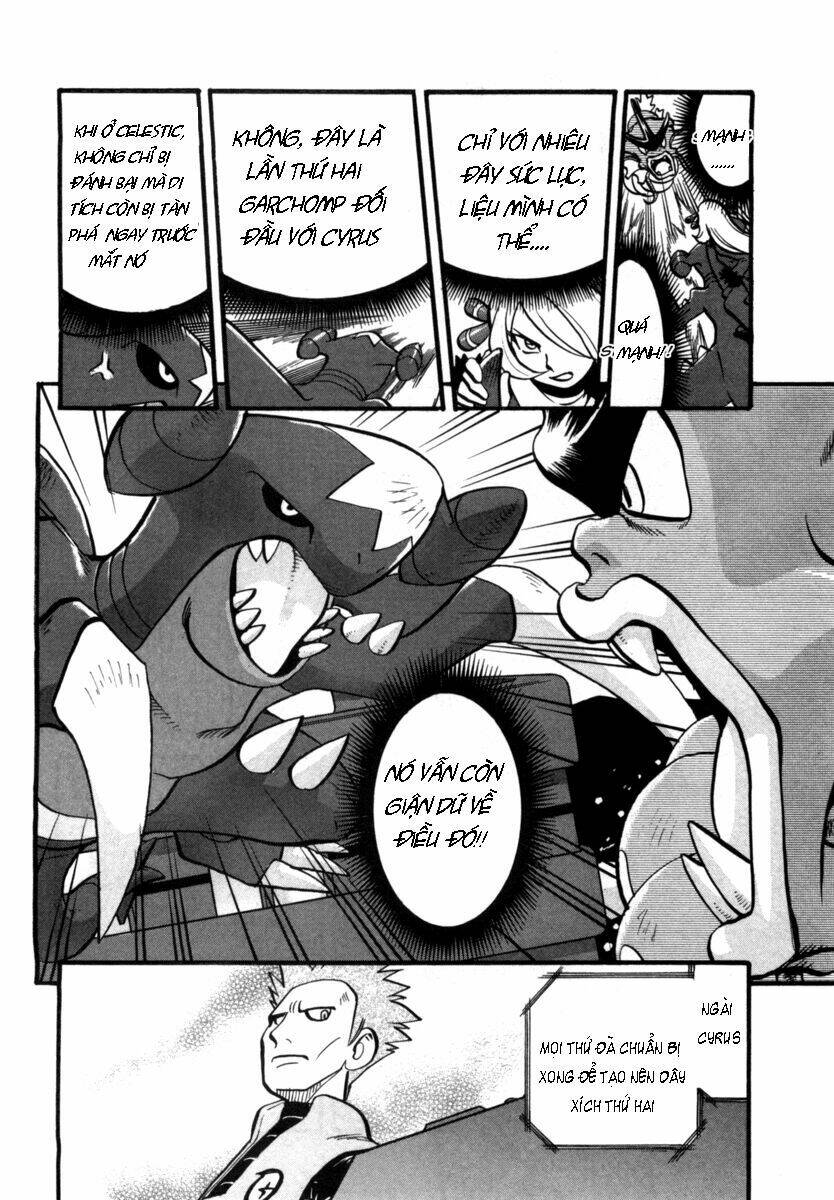 MẠNH
......
QUÁ
MẠNH!!
CHỈ VỚI NHIÊU
ĐÂY SỨC LỰC,
LIỆU MÌNH CÓ
THỂ....
KHÔNG, ĐÂY LÀ
LẦN THỨ HAI
GARCHOMP ĐỐI
ĐẦU VỚI CYRUS
KHI Ở CELESTIC,
KHÔNG CHỈ BỊ
ĐÁNH BẠI MÀ DI
TÍCH CÒN BỊ TÀN
PHÁ NGAY TRƯỚC
MẮT NÓ
NÓ VẪN CÒN
GIẬN DỮ VỀ
ĐIỀU ĐÓ!!
NGÀI
CYRUS
MỌI THỨ ĐÀ CHUẨN BỊ
XONG ĐỂ TẠO NÊN DÂY
XÍCH THỨ HAI